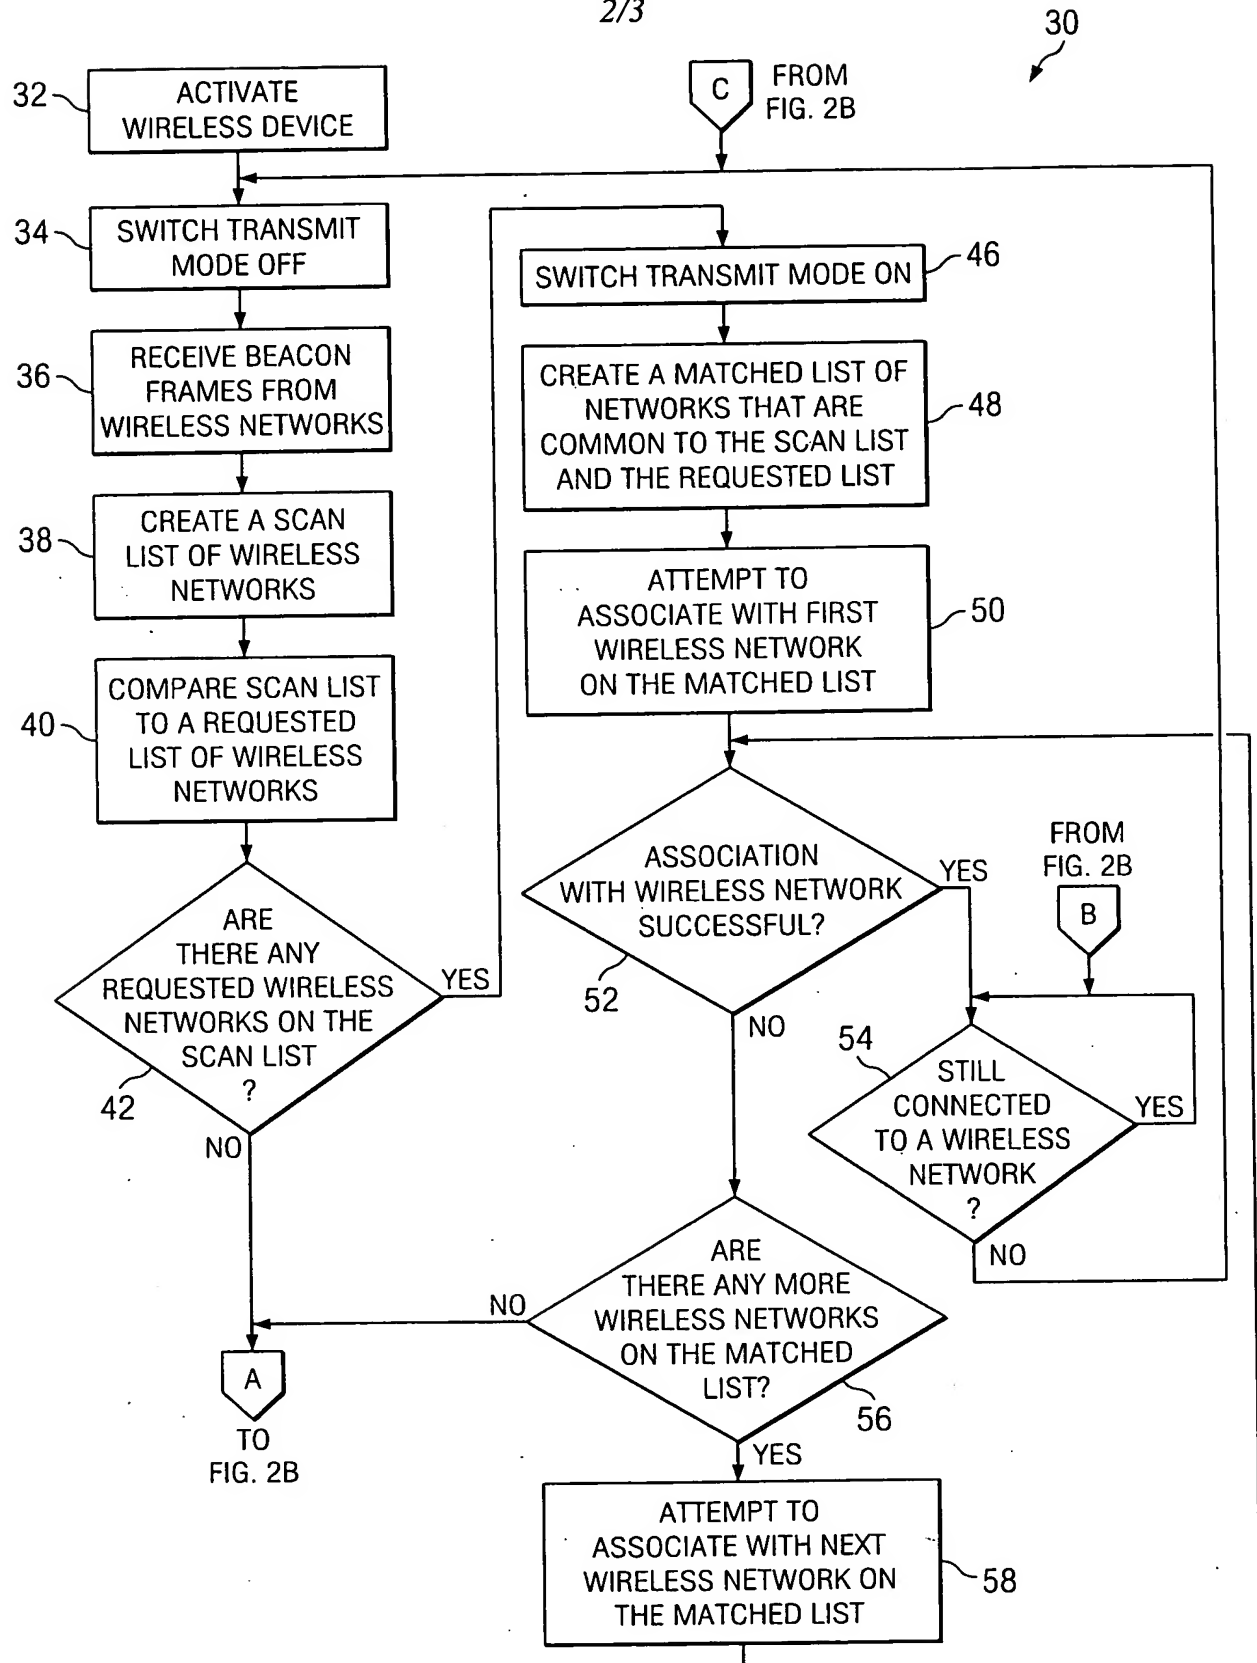 2/3
30
32
ACTIVATE
WIRELESS DEVICE
C
FROM
FIG. 2B
34
SWITCH TRANSMIT
MODE OFF
36
RECEIVE BEACON
FRAMES FROM
WIRELESS NETWORKS
38
CREATE A SCAN
LIST OF WIRELESS
NETWORKS
40
COMPARE SCAN LIST
TO A REQUESTED
LIST OF WIRELESS
NETWORKS
ARE
THERE ANY
REQUESTED WIRELESS
NETWORKS ON THE
SCAN LIST
?
42
YES
NO
A
TO
FIG. 2B
SWITCH TRANSMIT MODE ON
46
CREATE A MATCHED LIST OF
NETWORKS THAT ARE
COMMON TO THE SCAN LIST
AND THE REQUESTED LIST
48
ATTEMPT TO
ASSOCIATE WITH FIRST
WIRELESS NETWORK
ON THE MATCHED LIST
50
ASSOCIATION
WITH WIRELESS NETWORK
SUCCESSFUL?
52
YES
NO
FROM
FIG. 2B
B
54
STILL
CONNECTED
TO A WIRELESS
NETWORK
?
YES
NO
ARE
THERE ANY MORE
WIRELESS NETWORKS
ON THE MATCHED
LIST?
56
NO
YES
ATTEMPT TO
ASSOCIATE WITH NEXT
WIRELESS NETWORK ON
THE MATCHED LIST
58